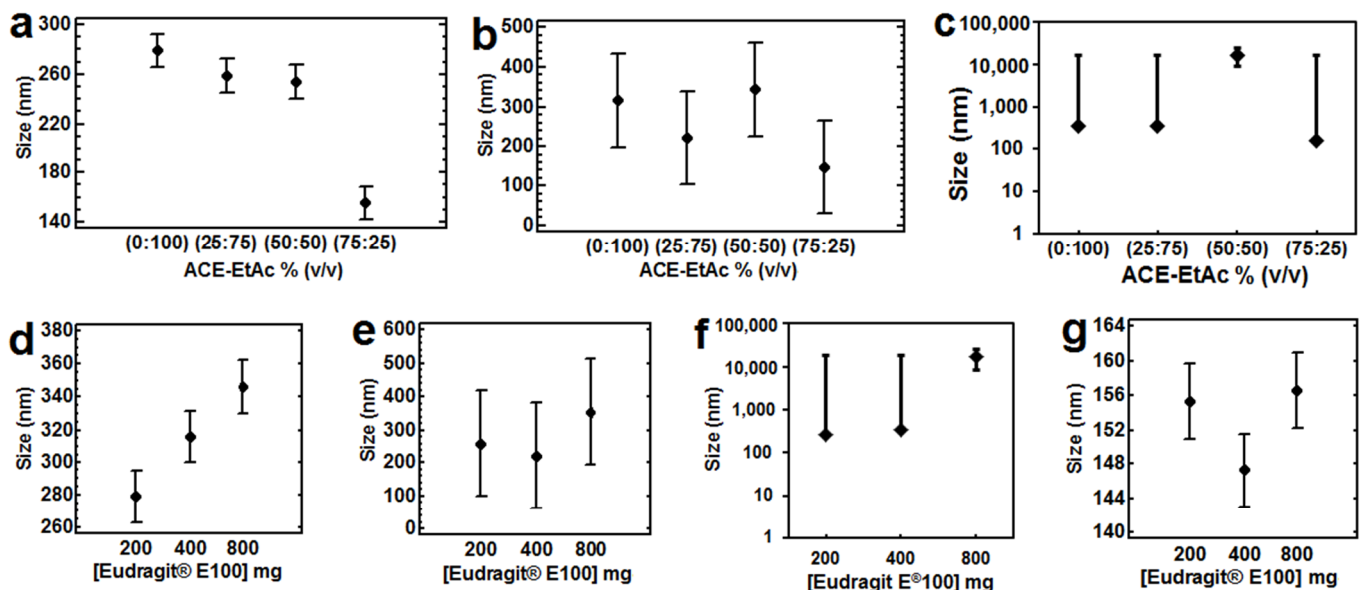 a
300
260
220
180
140
Size (nm)
(0:100) (25:75) (50:50) (75:25)
ACE-EtAc % (v/v)
b
500
400
300
200
100
0
Size (nm)
(0:100) (25:75) (50:50) (75:25)
ACE-EtAc % (v/v)
c
100,000
10,000
1,000
100
10
1
Size (nm)
(0:100) (25:75) (50:50) (75:25)
ACE-EtAc % (v/v)
d
380
360
340
320
300
280
260
Size (nm)
200 400 800
[Eudragit® E100] mg
e
600
500
400
300
200
100
0
Size (nm)
200 400 800
[Eudragit® E100] mg
f
100,000
10,000
1,000
100
10
1
Size (nm)
200 400 800
[Eudragit E®100] mg
g
164
160
156
152
148
144
140
Size (nm)
200 400 800
[Eudragit® E100] mg